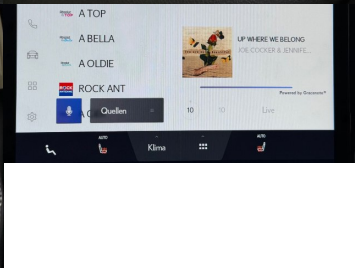 A TOP
A BELLA
A OLDIE
ROCK ANT
UP WHERE WE BELONG
JOE COCKER & JENNIFE...
Powered by Gracenote
Quellen
10
10
Live
AUTO
AUTO
Klima